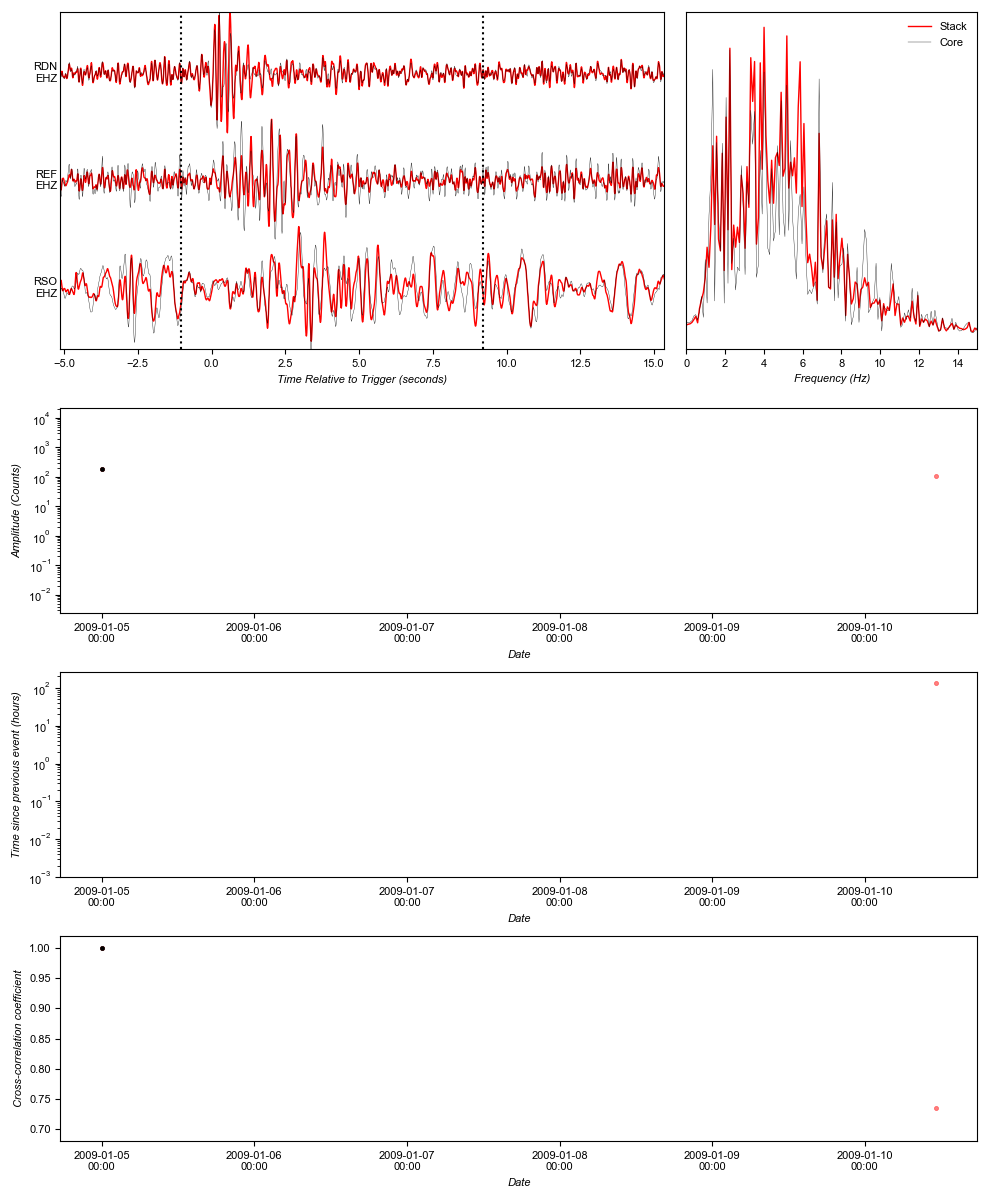 RDN
EHZ
REF
EHZ
RSO
EHZ
−5.0 −2.5 0.0 2.5 5.0 7.5 10.0 12.5 15.0
Time Relative to Trigger (seconds)
Stack
Core
0 2 4 6 8 10 12 14
Frequency (Hz)
10^4
10^3
10^2
10^1
10^0
10^−1
10^−2
Amplitude (Counts)
2009-01-05 2009-01-06 2009-01-07 2009-01-08 2009-01-09 2009-01-10
00:00 00:00 00:00 00:00 00:00 00:00
Date
10^2
10^1
10^0
10^−1
10^−2
10^−3
Time since previous event (hours)
2009-01-05 2009-01-06 2009-01-07 2009-01-08 2009-01-09 2009-01-10
00:00 00:00 00:00 00:00 00:00 00:00
Date
1.00
0.95
0.90
0.85
0.80
0.75
0.70
Cross-correlation coefficient
2009-01-05 2009-01-06 2009-01-07 2009-01-08 2009-01-09 2009-01-10
00:00 00:00 00:00 00:00 00:00 00:00
Date